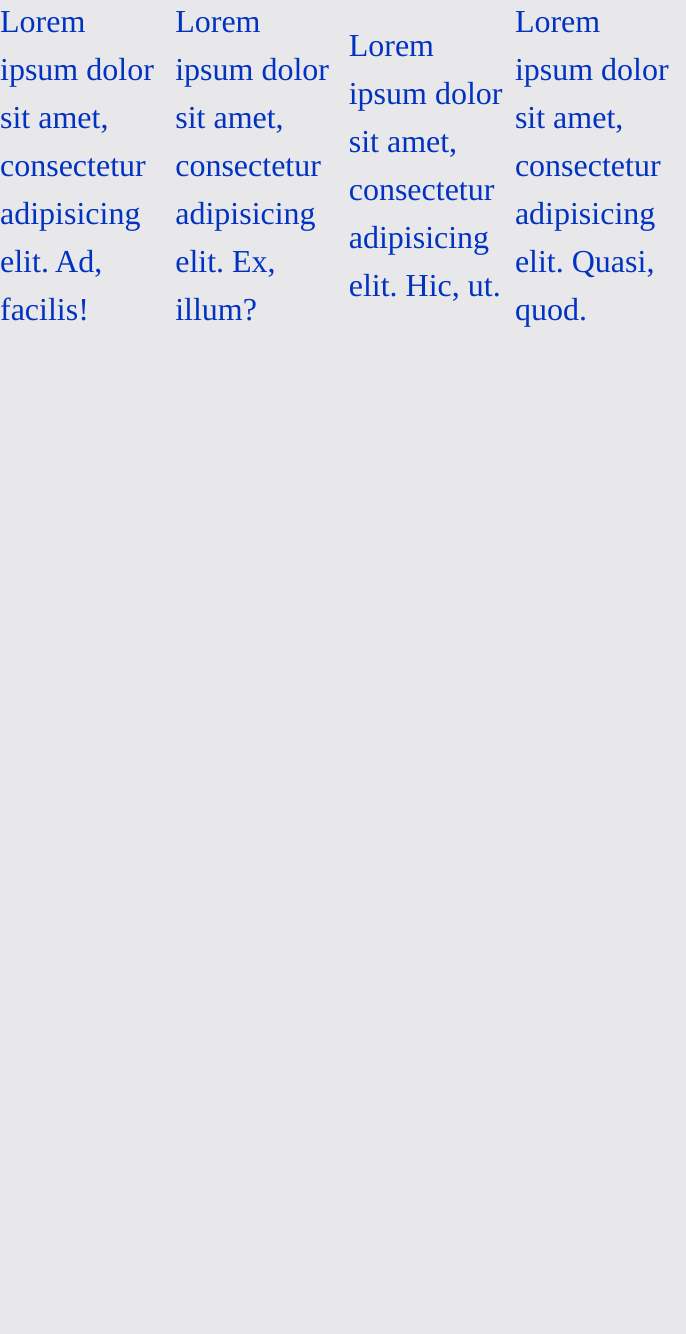 Lorem
ipsum dolor
sit amet,
consectetur
adipisicing
elit. Ad,
facilis!
Lorem
ipsum dolor
sit amet,
consectetur
adipisicing
elit. Ex,
illum?
Lorem
ipsum dolor
sit amet,
consectetur
adipisicing
elit. Hic, ut.
Lorem
ipsum dolor
sit amet,
consectetur
adipisicing
elit. Quasi,
quod.